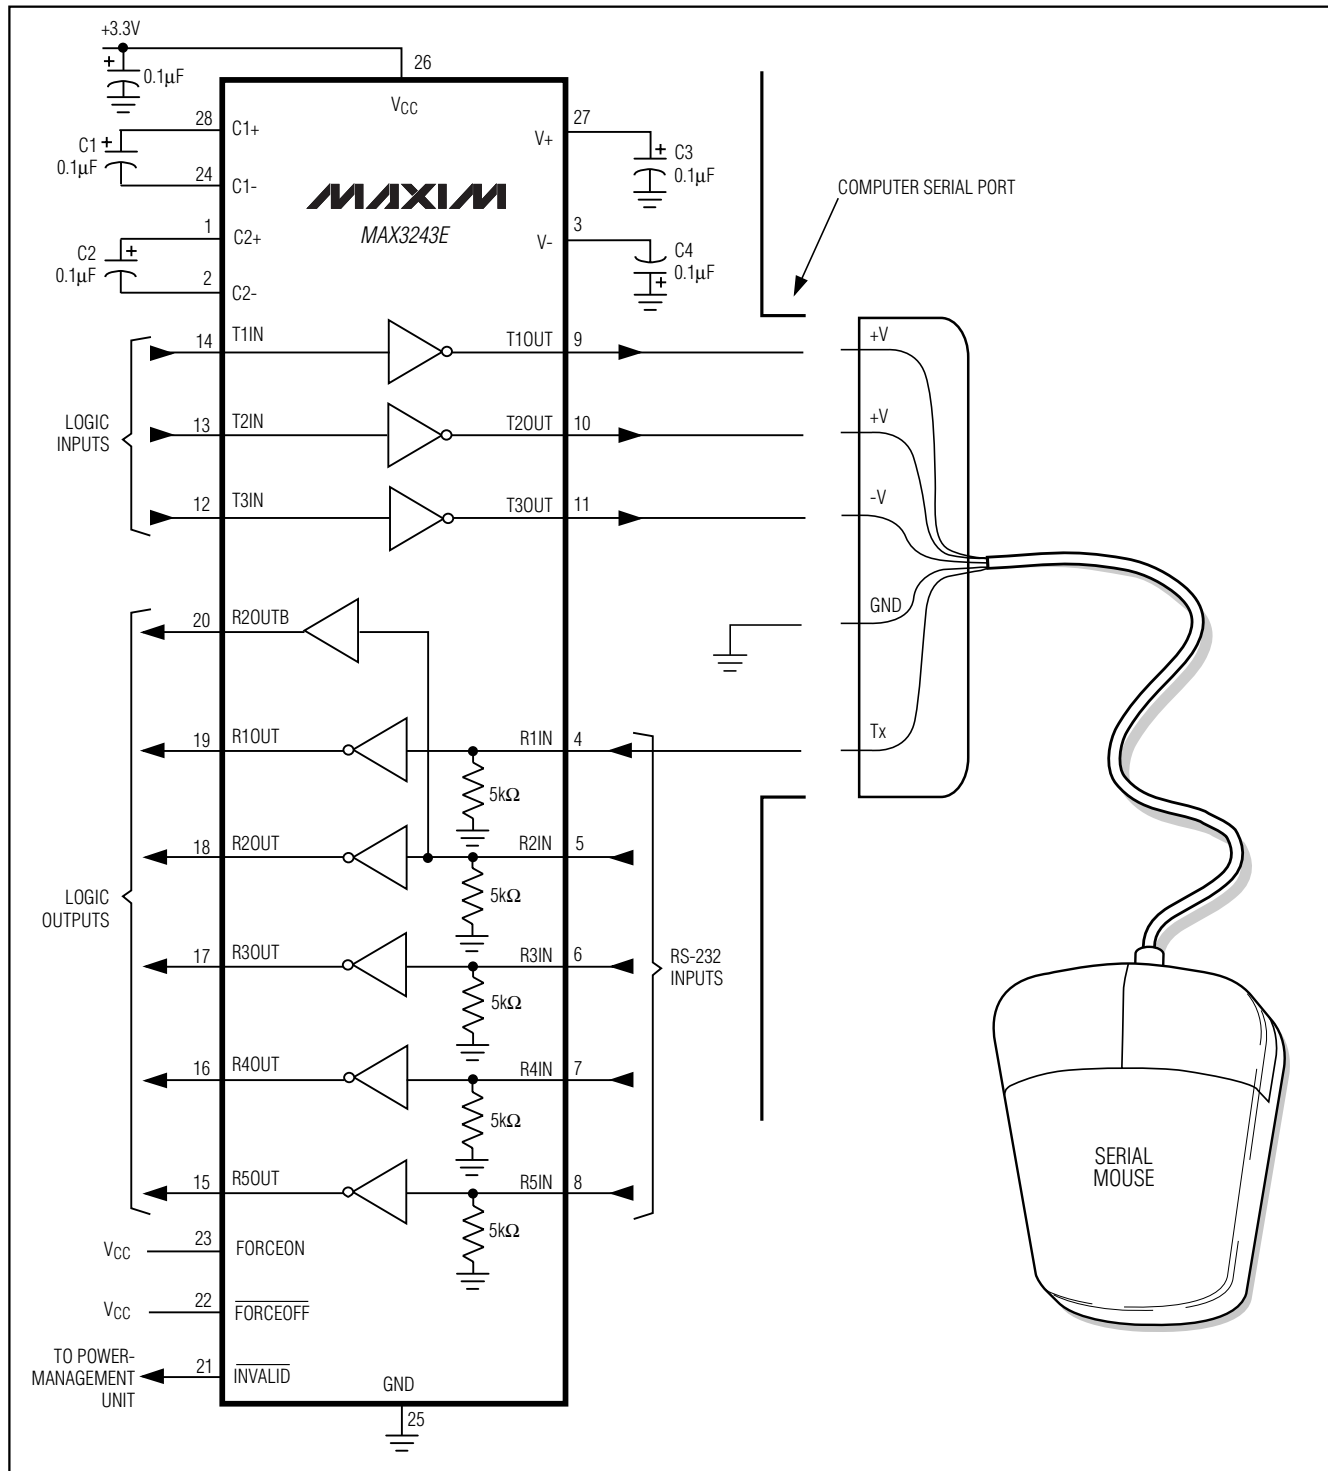 +3.3V
+
0.1µF
26
VCC
28
C1+
C1
+
0.1µF
24
C1-
27
V+
+
C3
0.1µF
MAXIM
MAX3243E
1
C2+
C2
+
0.1µF
2
C2-
3
V-
C4
0.1µF
+
COMPUTER SERIAL PORT
LOGIC
INPUTS
14
T1IN
T1OUT
9
13
T2IN
T2OUT
10
12
T3IN
T3OUT
11
+V
+V
-V
GND
Tx
LOGIC
OUTPUTS
20
R2OUTB
19
R1OUT
R1IN
4
5kΩ
18
R2OUT
R2IN
5
5kΩ
17
R3OUT
R3IN
6
5kΩ
16
R4OUT
R4IN
7
5kΩ
15
R5OUT
R5IN
8
5kΩ
RS-232
INPUTS
VCC
23
FORCEON
VCC
22
FORCEOFF
TO POWER-
MANAGEMENT
UNIT
21
INVALID
GND
25
SERIAL
MOUSE